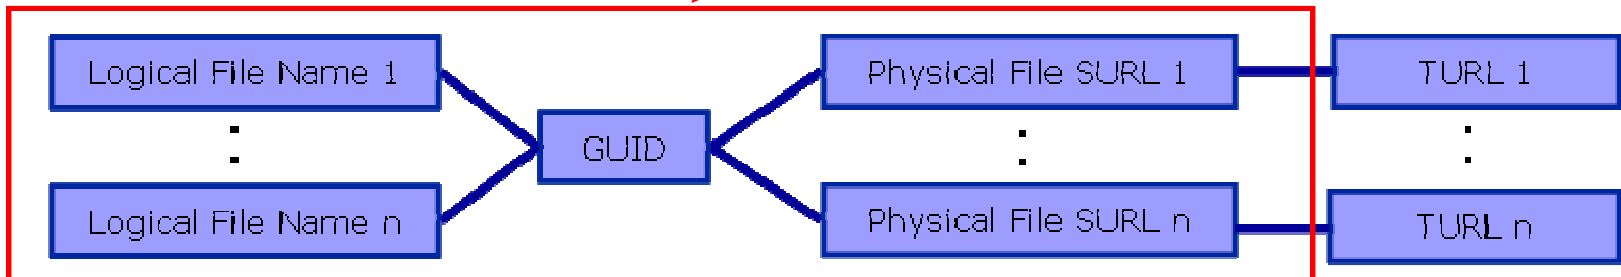 Logical File Name 1
Physical File SURL 1
TURL 1
GUID
Logical File Name n
Physical File SURL n
TURL n